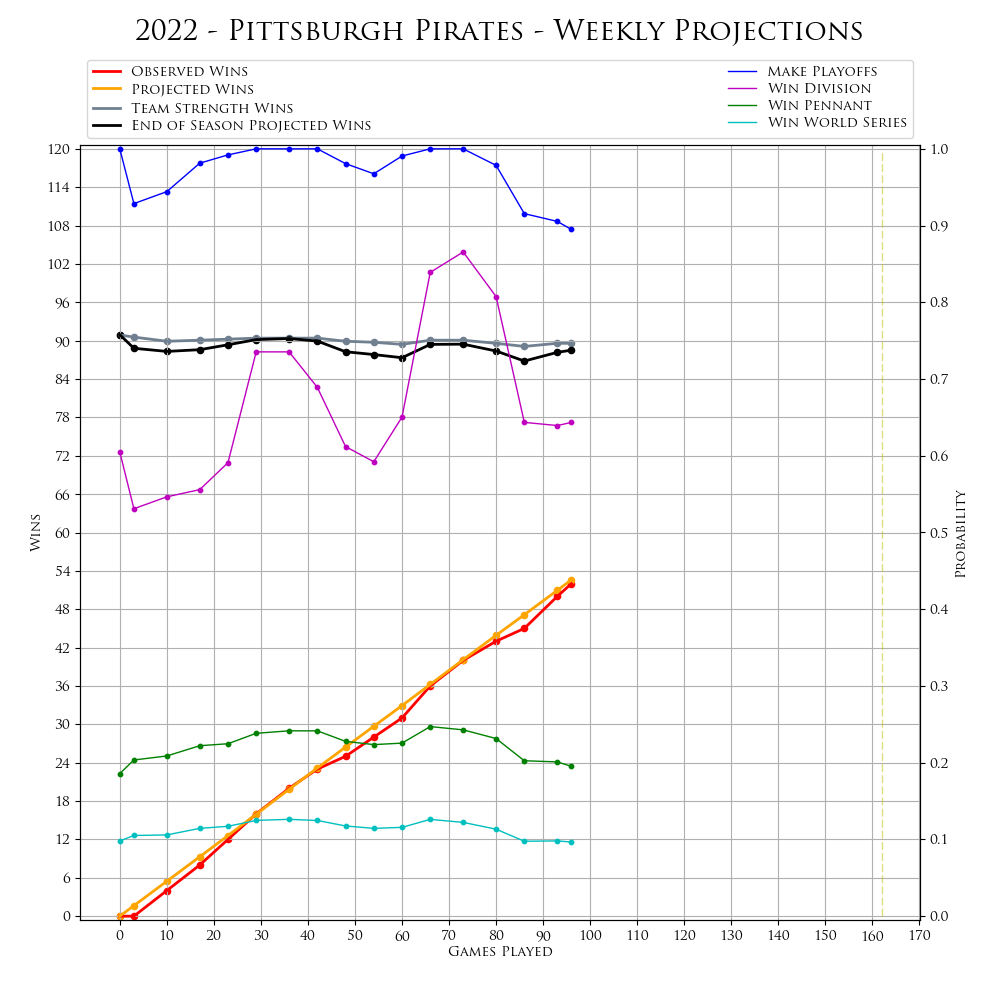 2022 - Pittsburgh Pirates - Weekly Projections
Observed Wins
Projected Wins
Team Strength Wins
End of Season Projected Wins
Make Playoffs
Win Division
Win Pennant
Win World Series
120
114
108
102
96
90
84
78
72
66
60
54
48
42
36
30
24
18
12
6
0
Wins
1.0
0.9
0.8
0.7
0.6
0.5
0.4
0.3
0.2
0.1
0.0
Probability
0 10 20 30 40 50 60 70 80 90 100 110 120 130 140 150 160 170
Games Played